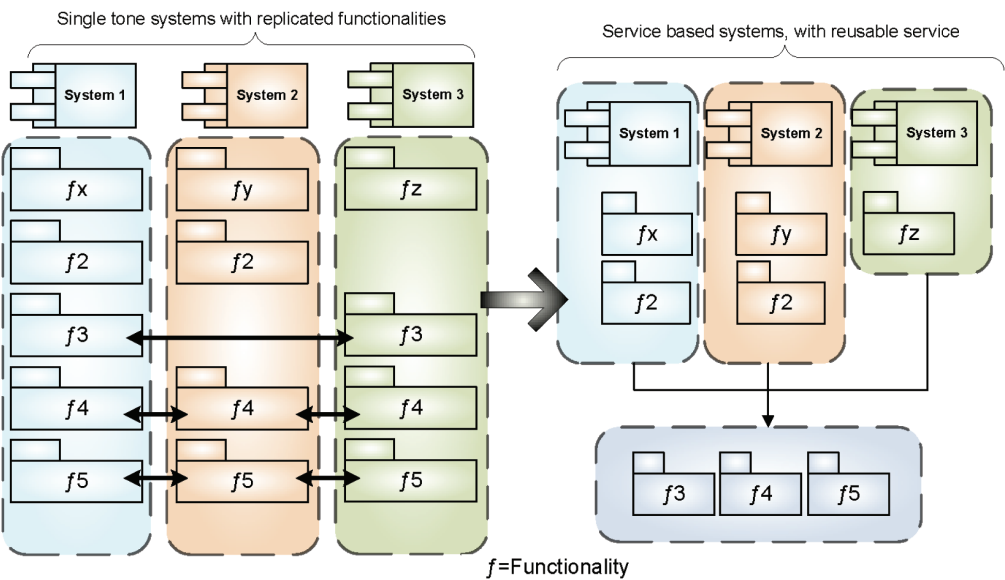 Single tone systems with replicated functionalities
System 1
System 2
System 3
ƒx
ƒy
ƒz
ƒ2
ƒ2
ƒ3
ƒ3
ƒ4
ƒ4
ƒ4
ƒ5
ƒ5
ƒ5
Service based systems, with reusable service
System 1
System 2
System 3
ƒx
ƒy
ƒz
ƒ2
ƒ2
ƒ3
ƒ4
ƒ5
ƒ=Functionality